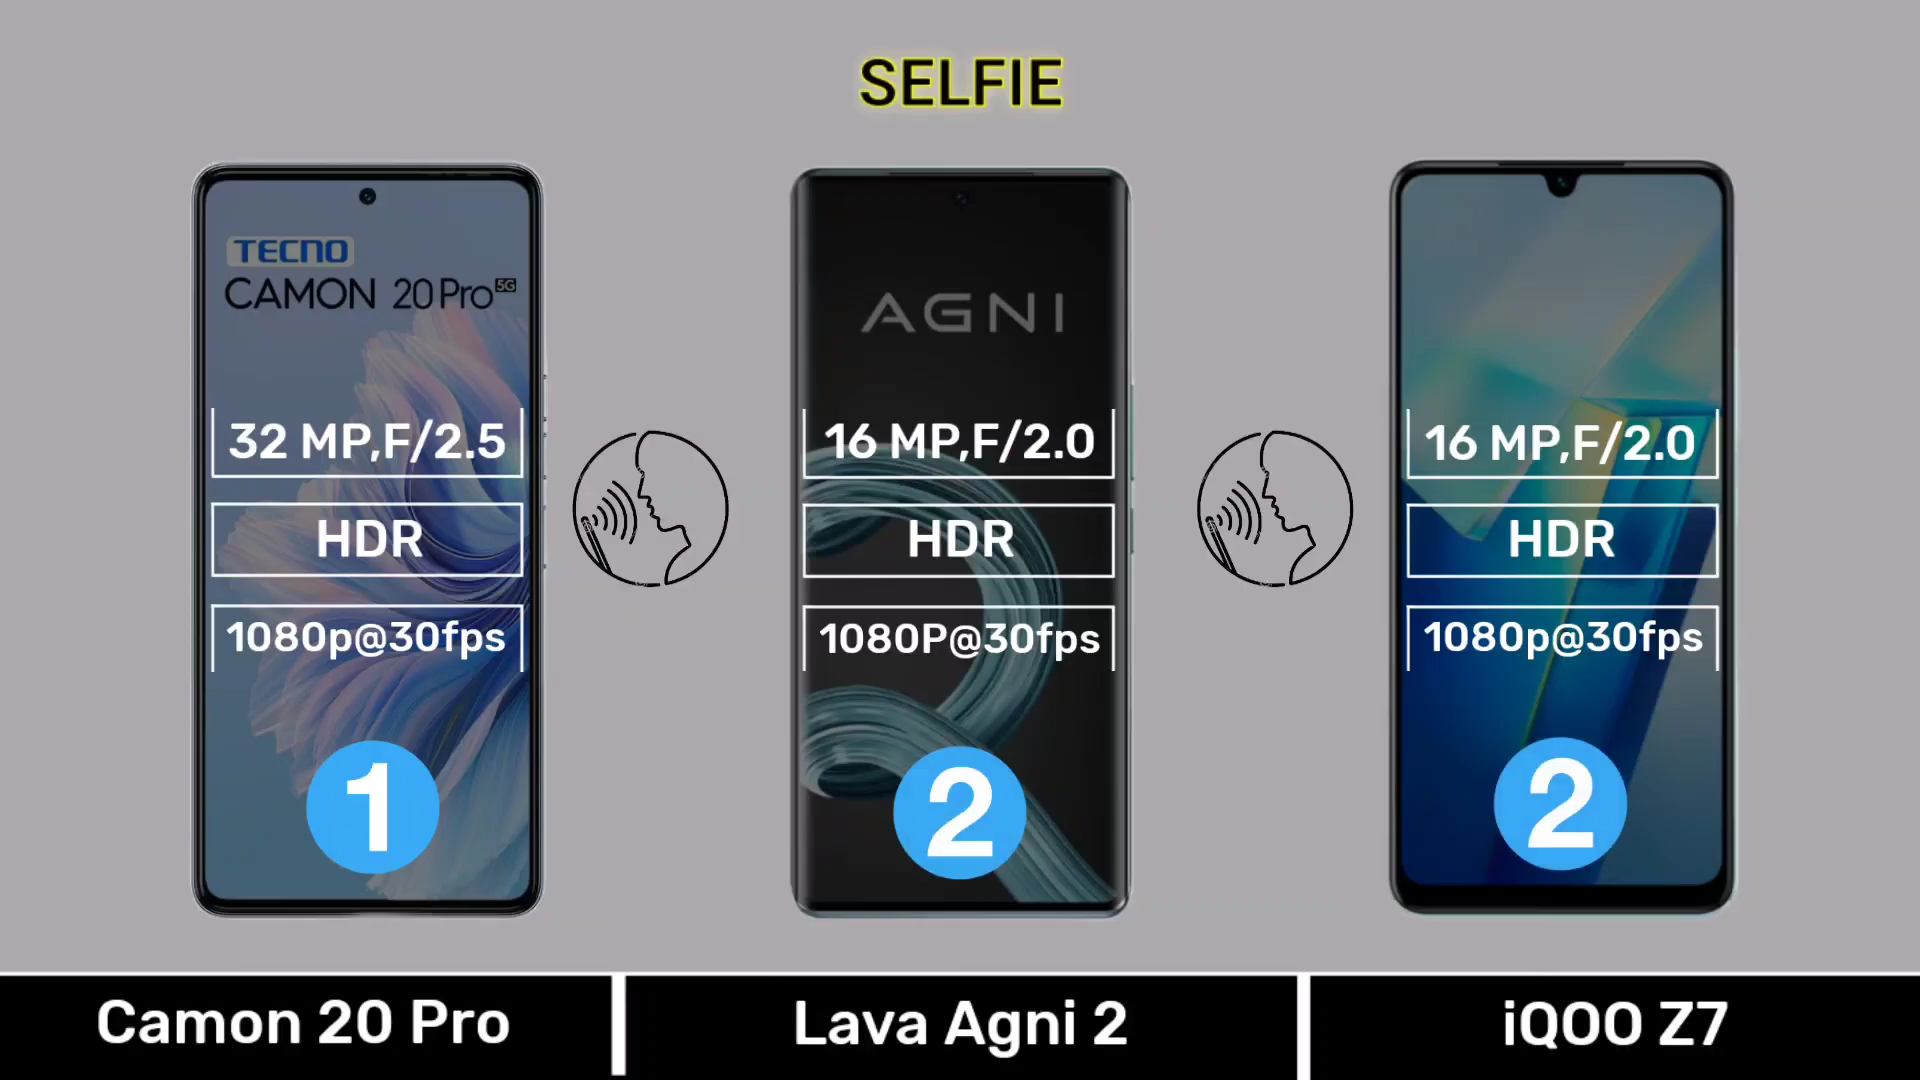 SELFIE
TECNO
CAMON 20 Pro 5G
32 MP,F/2.5
HDR
1080p@30fps
1
AGNI
16 MP,F/2.0
HDR
1080P@30fps
2
16 MP,F/2.0
HDR
1080p@30fps
2
Camon 20 Pro
Lava Agni 2
iQOO Z7